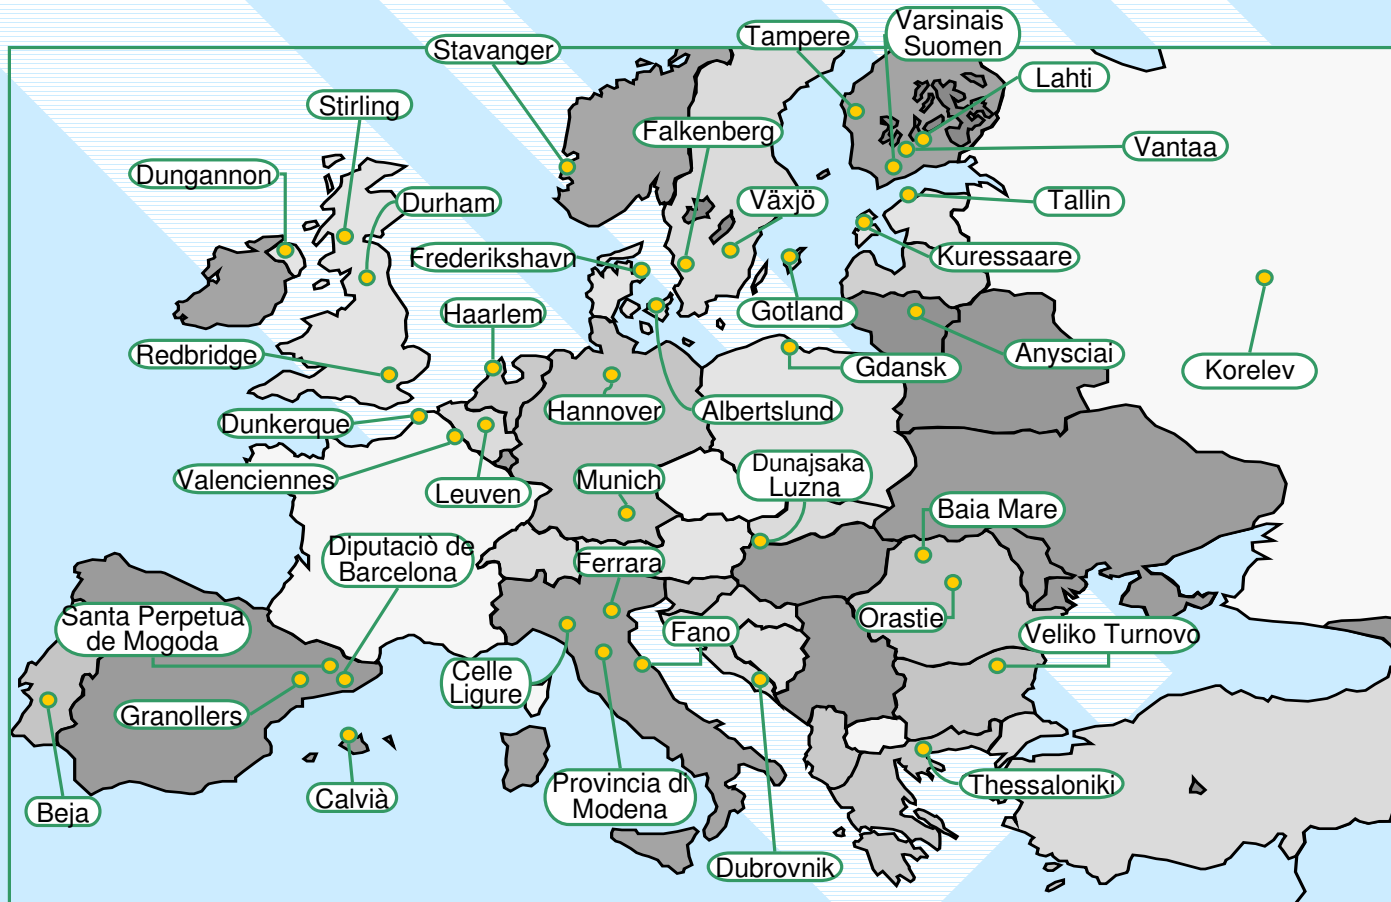 Varsinais
Suomen
Tampere
Stavanger
Lahti
Stirling
Falkenberg
Vantaa
Dungannon
Durham
Växjö
Tallin
Frederikshavn
Kuressaare
Haarlem
Gotland
Redbridge
Anysciai
Gdansk
Korelev
Hannover
Albertslund
Dunkerque
Valenciennes
Leuven
Munich
Dunajsaka
Luzna
Baia Mare
Diputaciò de
Barcelona
Ferrara
Santa Perpetua
de Mogoda
Fano
Orastie
Veliko Turnovo
Celle
Ligure
Granollers
Beja
Calvià
Provincia di
Modena
Thessaloniki
Dubrovnik